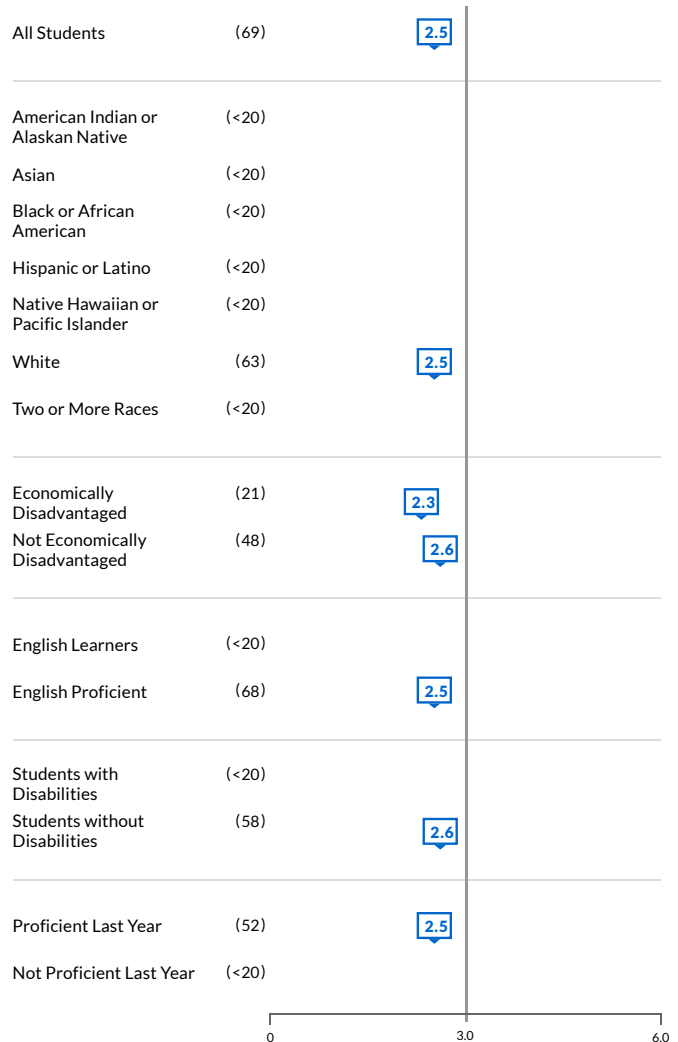 All Students (69) 2.5
American Indian or (<20)
Alaskan Native
Asian (<20)
Black or African (<20)
American
Hispanic or Latino (<20)
Native Hawaiian or (<20)
Pacific Islander
White (63) 2.5
Two or More Races (<20)
Economically (21) 2.3
Disadvantaged
Not Economically (48) 2.6
Disadvantaged
English Learners (<20)
English Proficient (68) 2.5
Students with (<20)
Disabilities
Students without (58) 2.6
Disabilities
Proficient Last Year (52) 2.5
Not Proficient Last Year (<20)
0 3.0 6.0